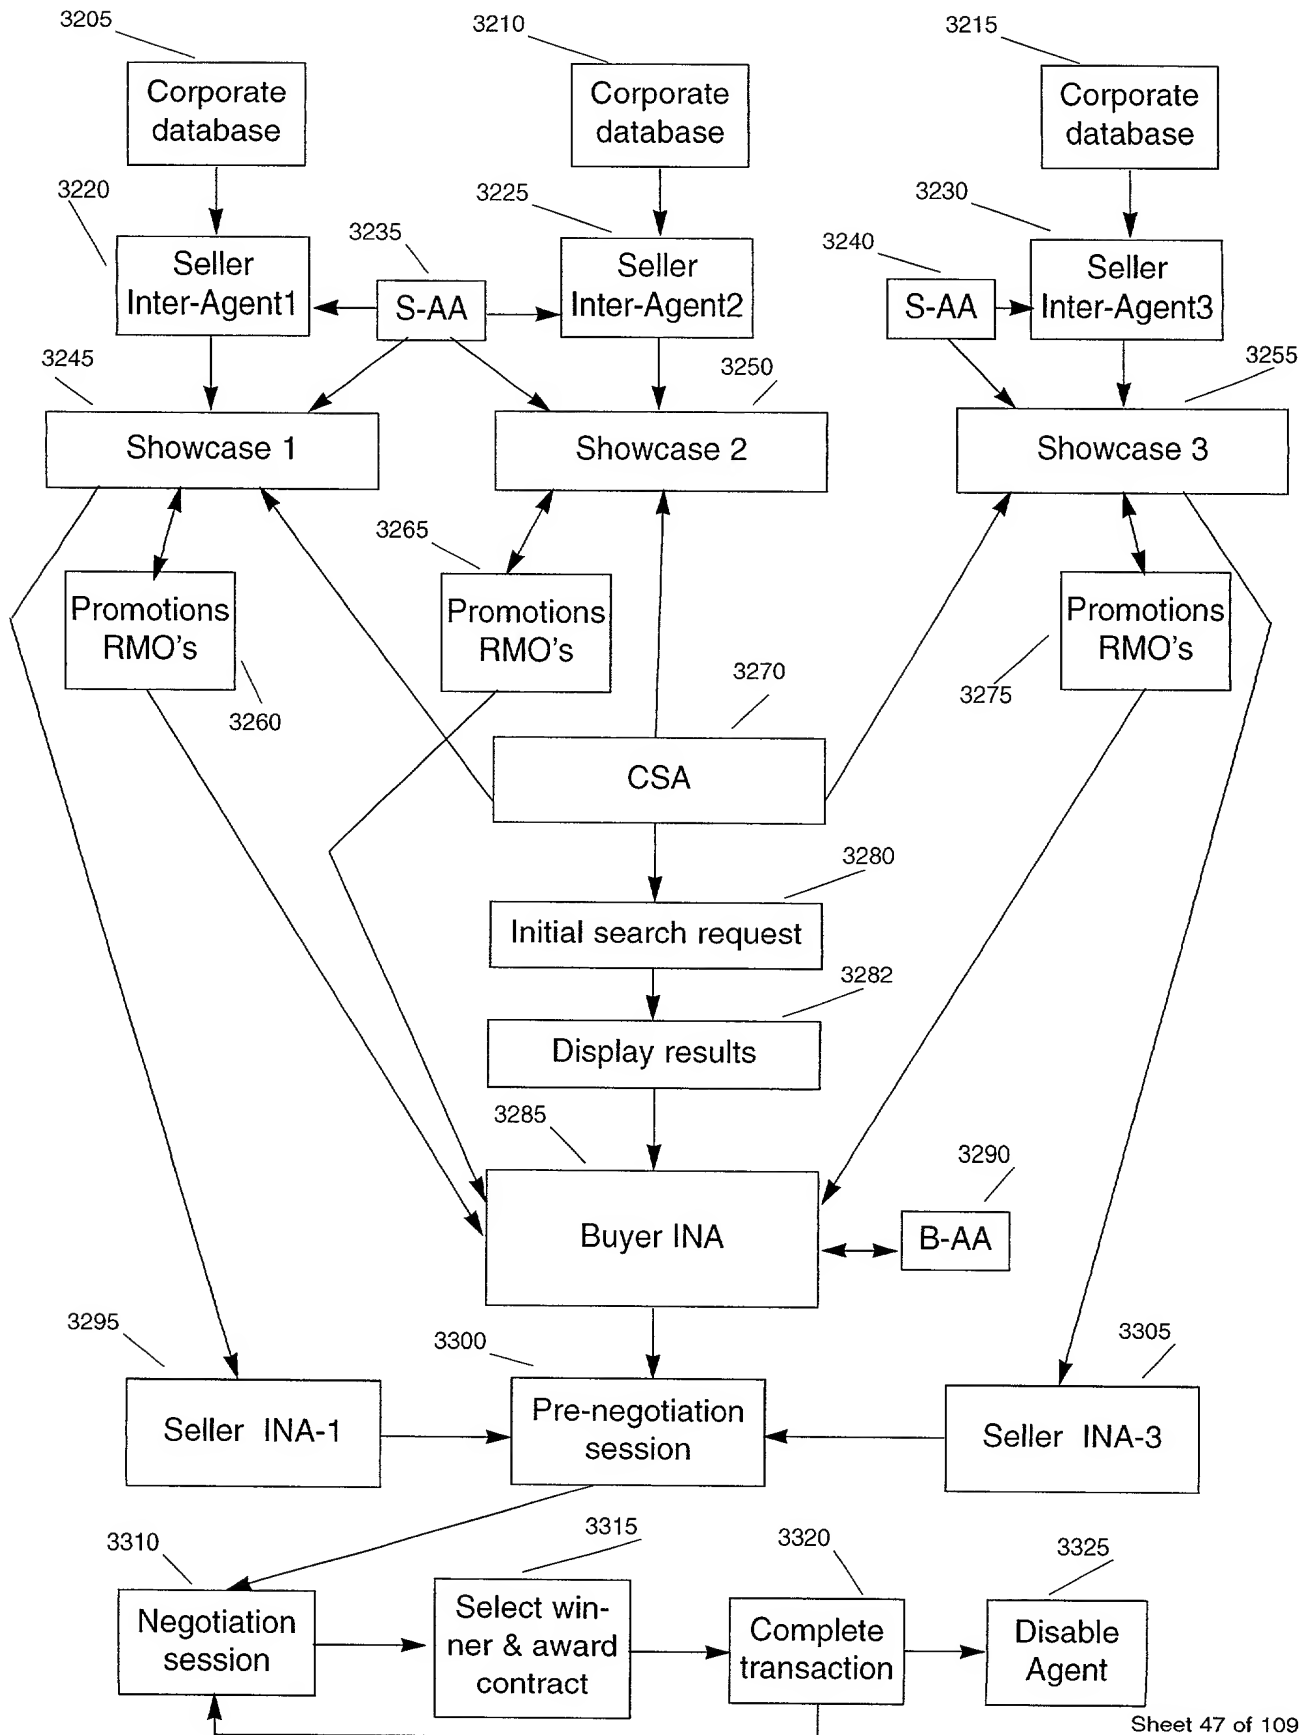 3205
3210
3215
Corporate
database
Corporate
database
Corporate
database
3220
3225
3230
3235
3240
Seller
Inter-Agent1
S-AA
Seller
Inter-Agent2
S-AA
Seller
Inter-Agent3
3245
3250
3255
Showcase 1
Showcase 2
Showcase 3
3265
Promotions
RMO's
Promotions
RMO's
Promotions
RMO's
3260
3270
3275
CSA
3280
Initial search request
3282
Display results
3285
3290
Buyer INA
B-AA
3295
3300
3305
Seller INA-1
Pre-negotiation
session
Seller INA-3
3310
3315
3320
3325
Negotiation
session
Select win-
ner & award
contract
Complete
transaction
Disable
Agent
Sheet 47 of 109